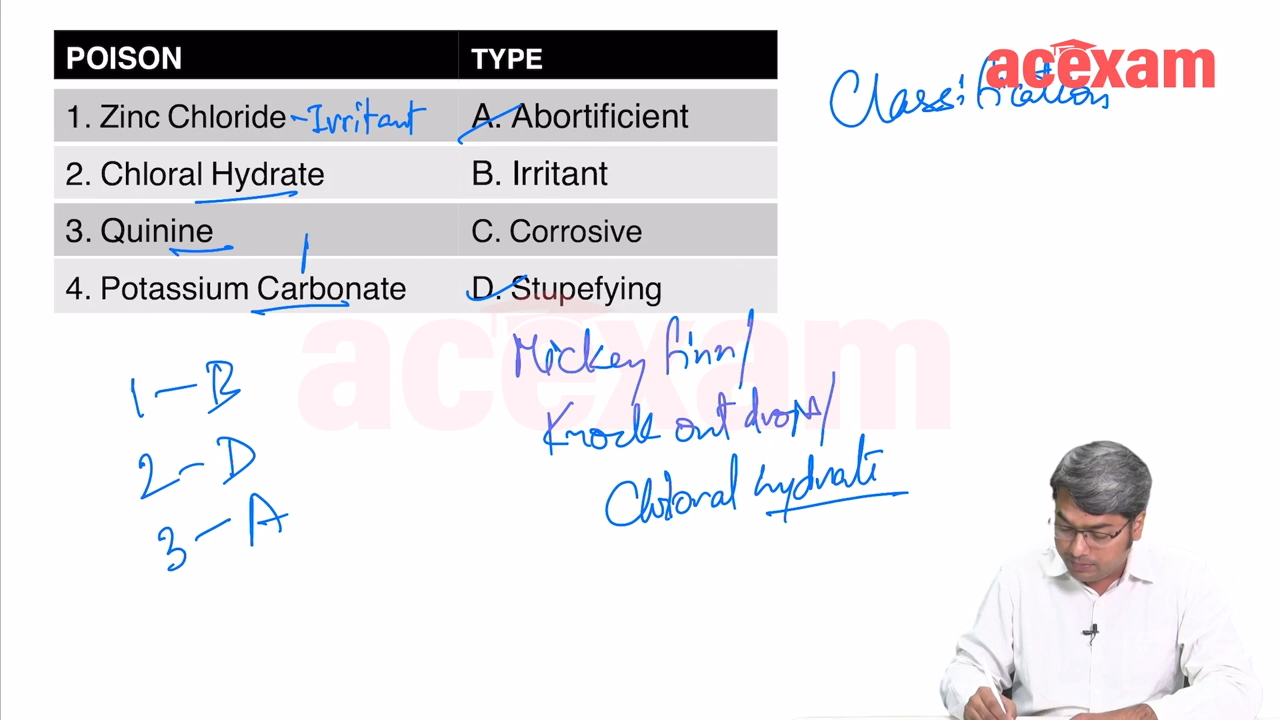 acexam
Classification
POISON TYPE
1. Zinc Chloride - Irritant A. Abortificient
2. Chloral Hydrate B. Irritant
3. Quinine C. Corrosive
4. Potassium Carbonate D. Stupefying
acexam
Mickey finn/
Knock out drops/
Chloral hydrate
1 - B
2 - D
3 - A